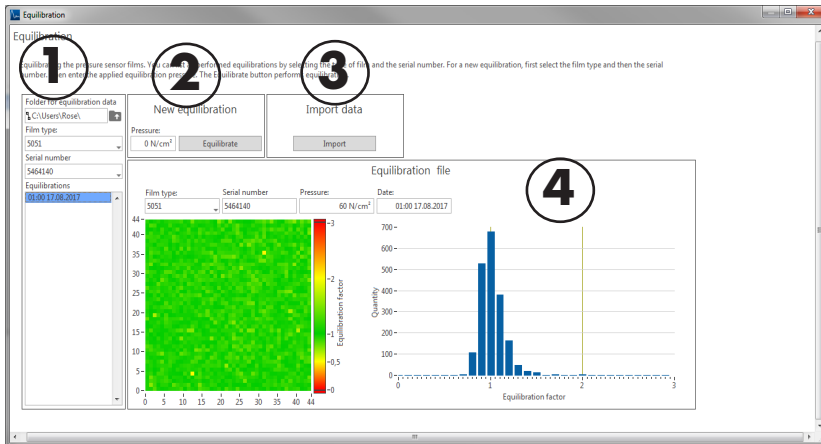 Equilibration
Equilibration
1
2
3
Equilibrating the pressure sensor films. You can performed equilibrations by selecting the of film and the serial number. For a new equilibration, first select the film type and then the serial
number. Then enter the applied equilibration pressure. The Equilibrate button performs
Folder for equilibration data
C:\Users\Rose\
Film type:
5051
Serial number
5464140
Equilibrations
01:00 17.08.2017
New equilibration
Pressure:
0 N/cm²
Equilibrate
Import data
Import
Equilibration file
4
Film type:
Serial number
Pressure:
Date:
5051
5464140
60 N/cm²
01:00 17.08.2017
44
40
35
30
25
20
15
10
5
0
0 5 10 15 20 25 30 35 40 44
3
2
1
0,5
0
Equilibration factor
700
600
500
400
300
200
100
0
Quantity
0 1 2 3
Equilibration factor